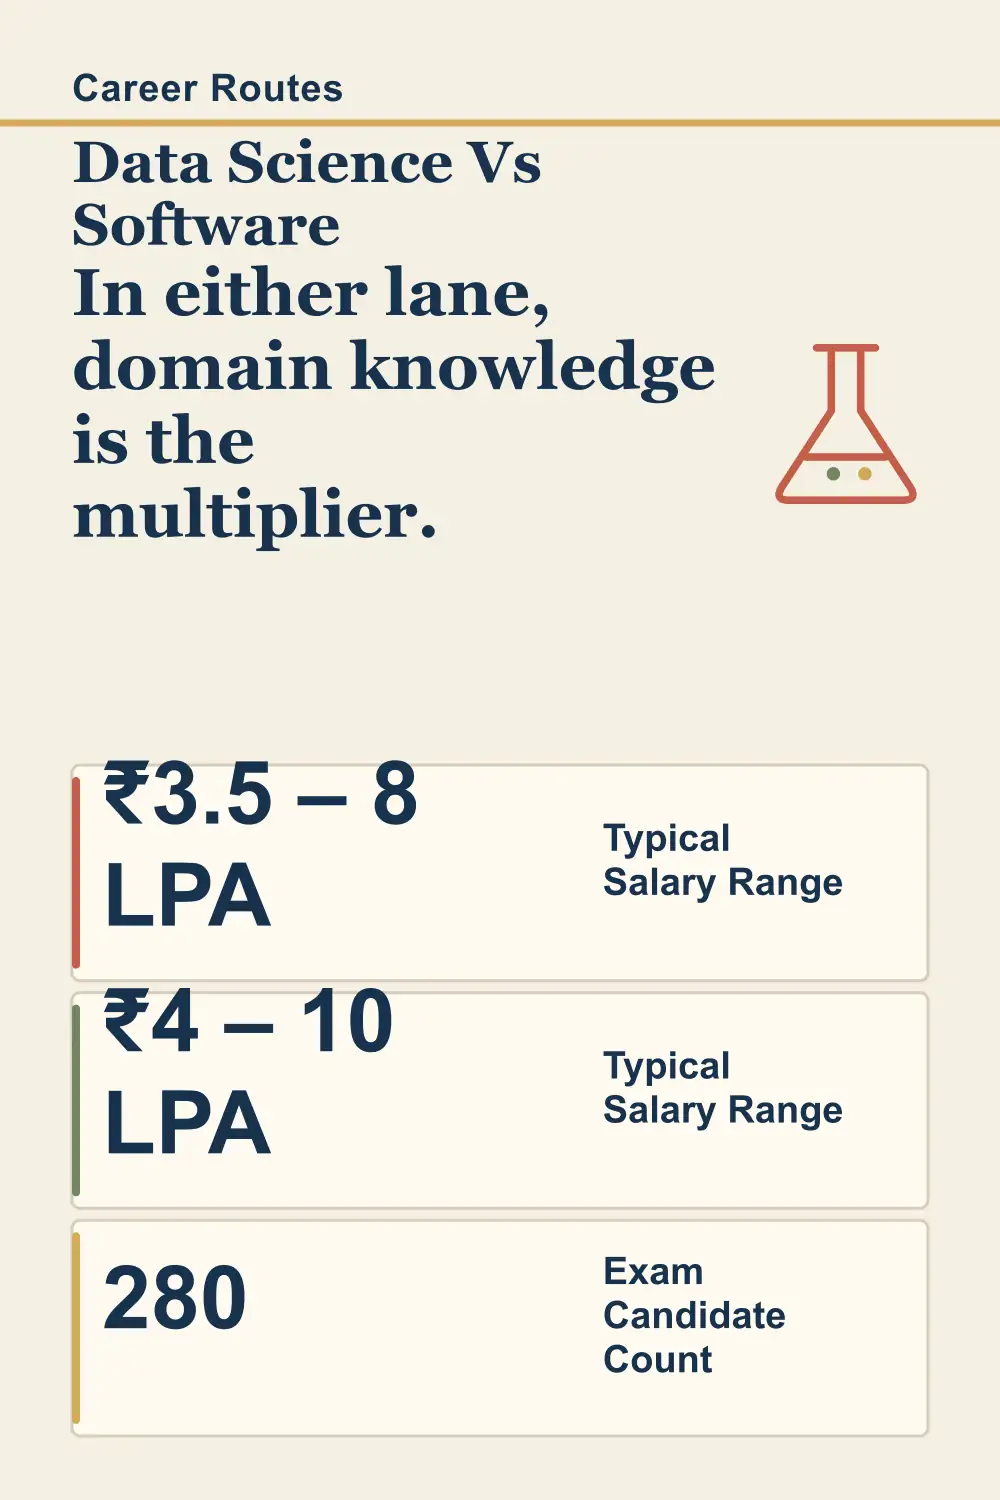 Career Routes
Data Science Vs
Software
In either lane,
domain knowledge
is the
multiplier.
₹3.5 – 8
LPA
Typical
Salary Range
₹4 – 10
LPA
Typical
Salary Range
280
Exam
Candidate
Count